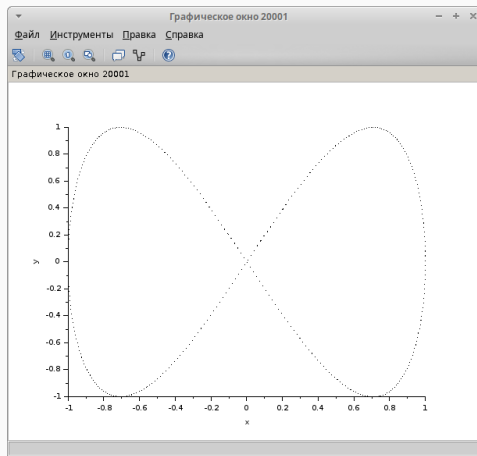 Графическое окно 20001
Файл Инструменты Правка Справка
Графическое окно 20001
1
0.8
0.6
0.4
0.2
0
-0.2
-0.4
-0.6
-0.8
-1
y
-1 -0.8 -0.6 -0.4 -0.2 0 0.2 0.4 0.6 0.8 1
x